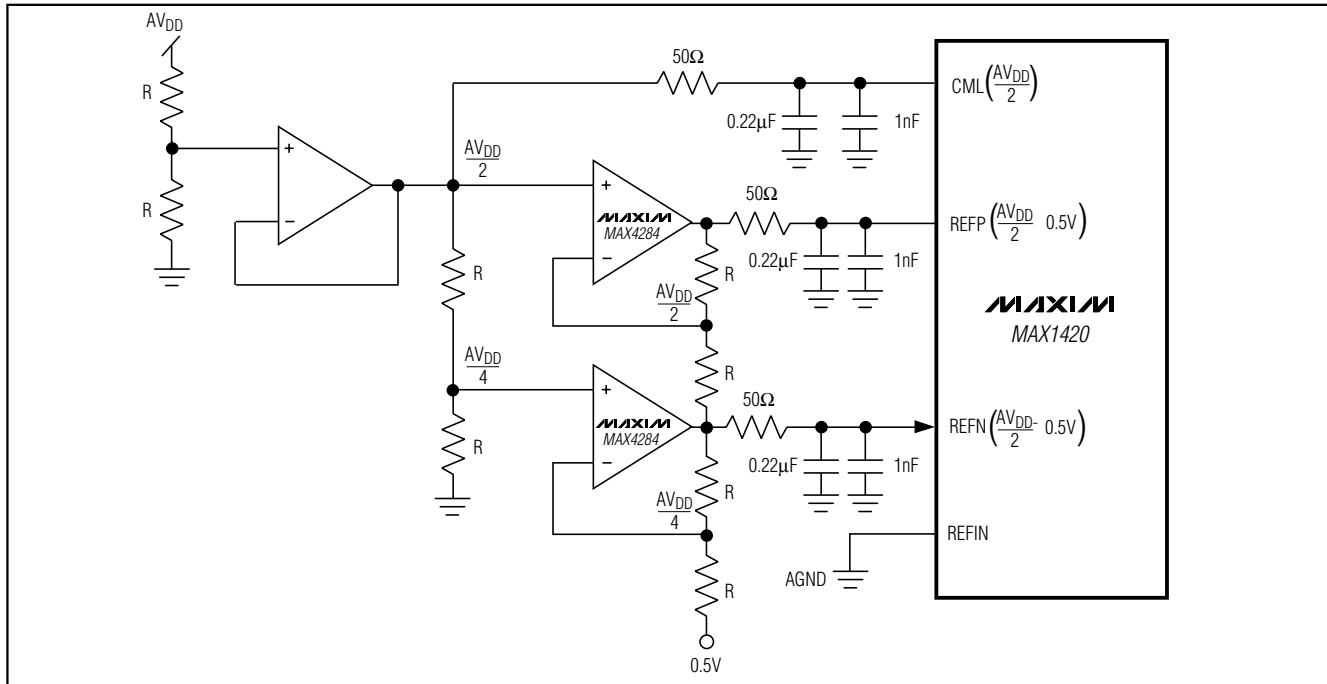 AVDD
R
R
AVDD
2
R
AVDD
4
R
50Ω
0.22µF
1nF
CML(AVDD
2)
MAXIM
MAX4284
50Ω
R
0.22µF
1nF
REFP(AVDD
2 0.5V)
AVDD
2
R
MAXIM
MAX1420
MAXIM
MAX4284
50Ω
R
0.22µF
1nF
REFN(AVDD-
2 0.5V)
AVDD
4
R
0.5V
AGND
REFIN
+
−
+
−
+
−